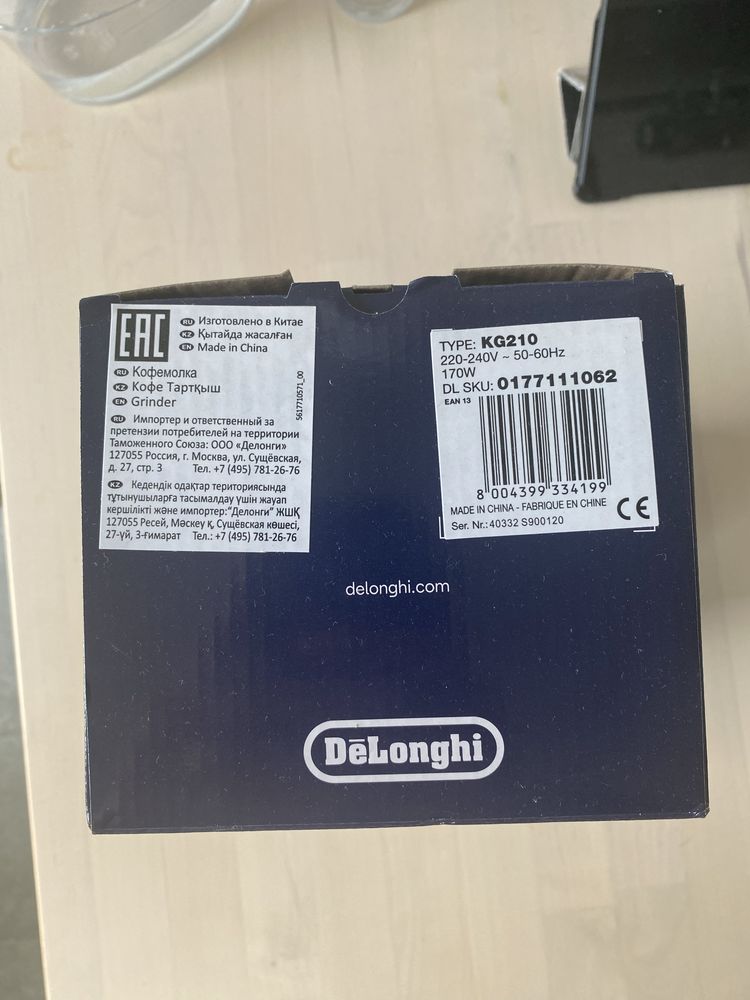 EAC
RU Изготовлено в Китае
KZ Қытайда жасалған
EN Made in China
RU Кофемолка
KZ Кофе Тартқыш
EN Grinder
RU Импортер и ответственный за
претензии потребителей на территории
Таможенного Союза: ООО «Делонги»
127055 Россия, г. Москва, ул. Сущёвская,
д. 27, стр. 3 Тел. +7 (495) 781-26-76
KZ Кедендік одақтар териториясында
тұтынушыларға тасымалдау үшін жауап
кершілікті және импортер:“Делонги” ЖШҚ
127055 Ресей, Мәскеу қ, Сущёвская көшесі,
27-үй, 3-ғимарат Тел.: +7 (495) 781-26-76
5617710571_00
TYPE: KG210
220-240V ~ 50-60Hz
170W
DL SKU: 0177111062
EAN 13
8 004399 334199
MADE IN CHINA - FABRIQUE EN CHINE
Ser. Nr.: 40332 S900120
CE
delonghi.com
DēLonghi